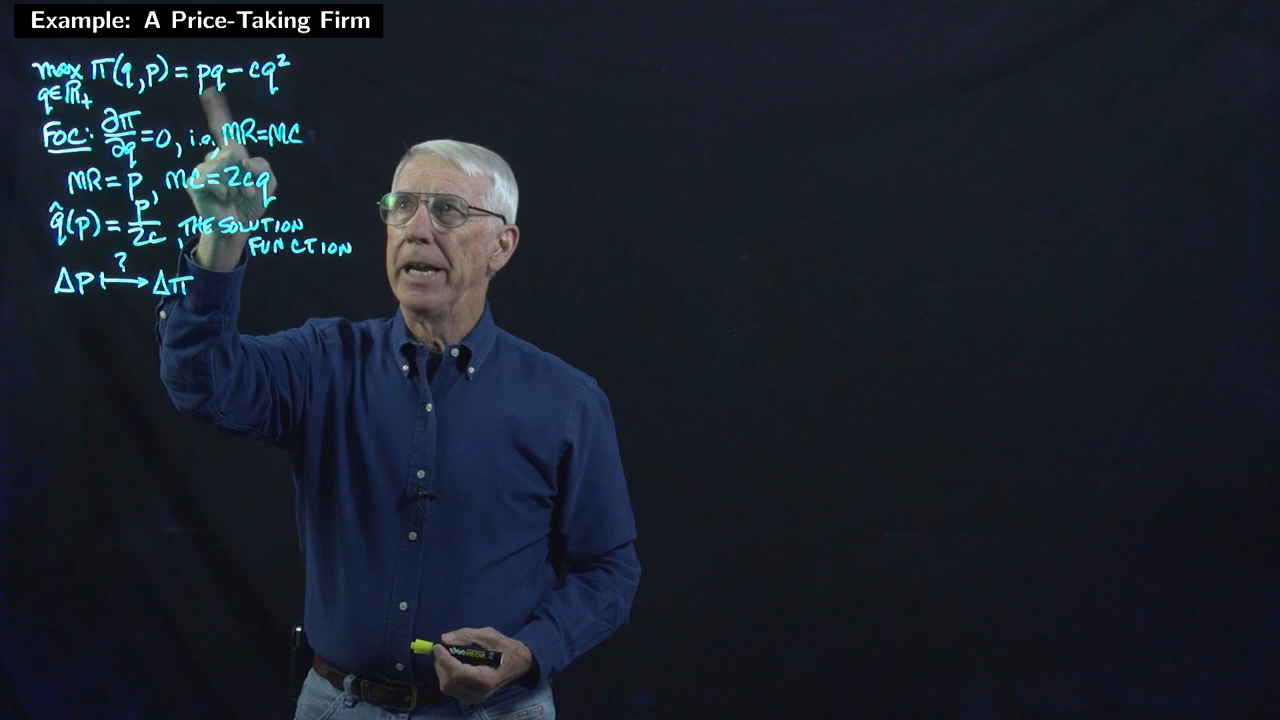 Example: A Price-Taking Firm
max π(q,p) = pq − cq²
q∈ℝ₊
FOC: ∂π/∂q = 0, i.e., MR=MC
MR = p, MC = 2cq
q̂(p) = p/2c, THE SOLUTION
FUNCTION
?
Δp ↦ Δπ